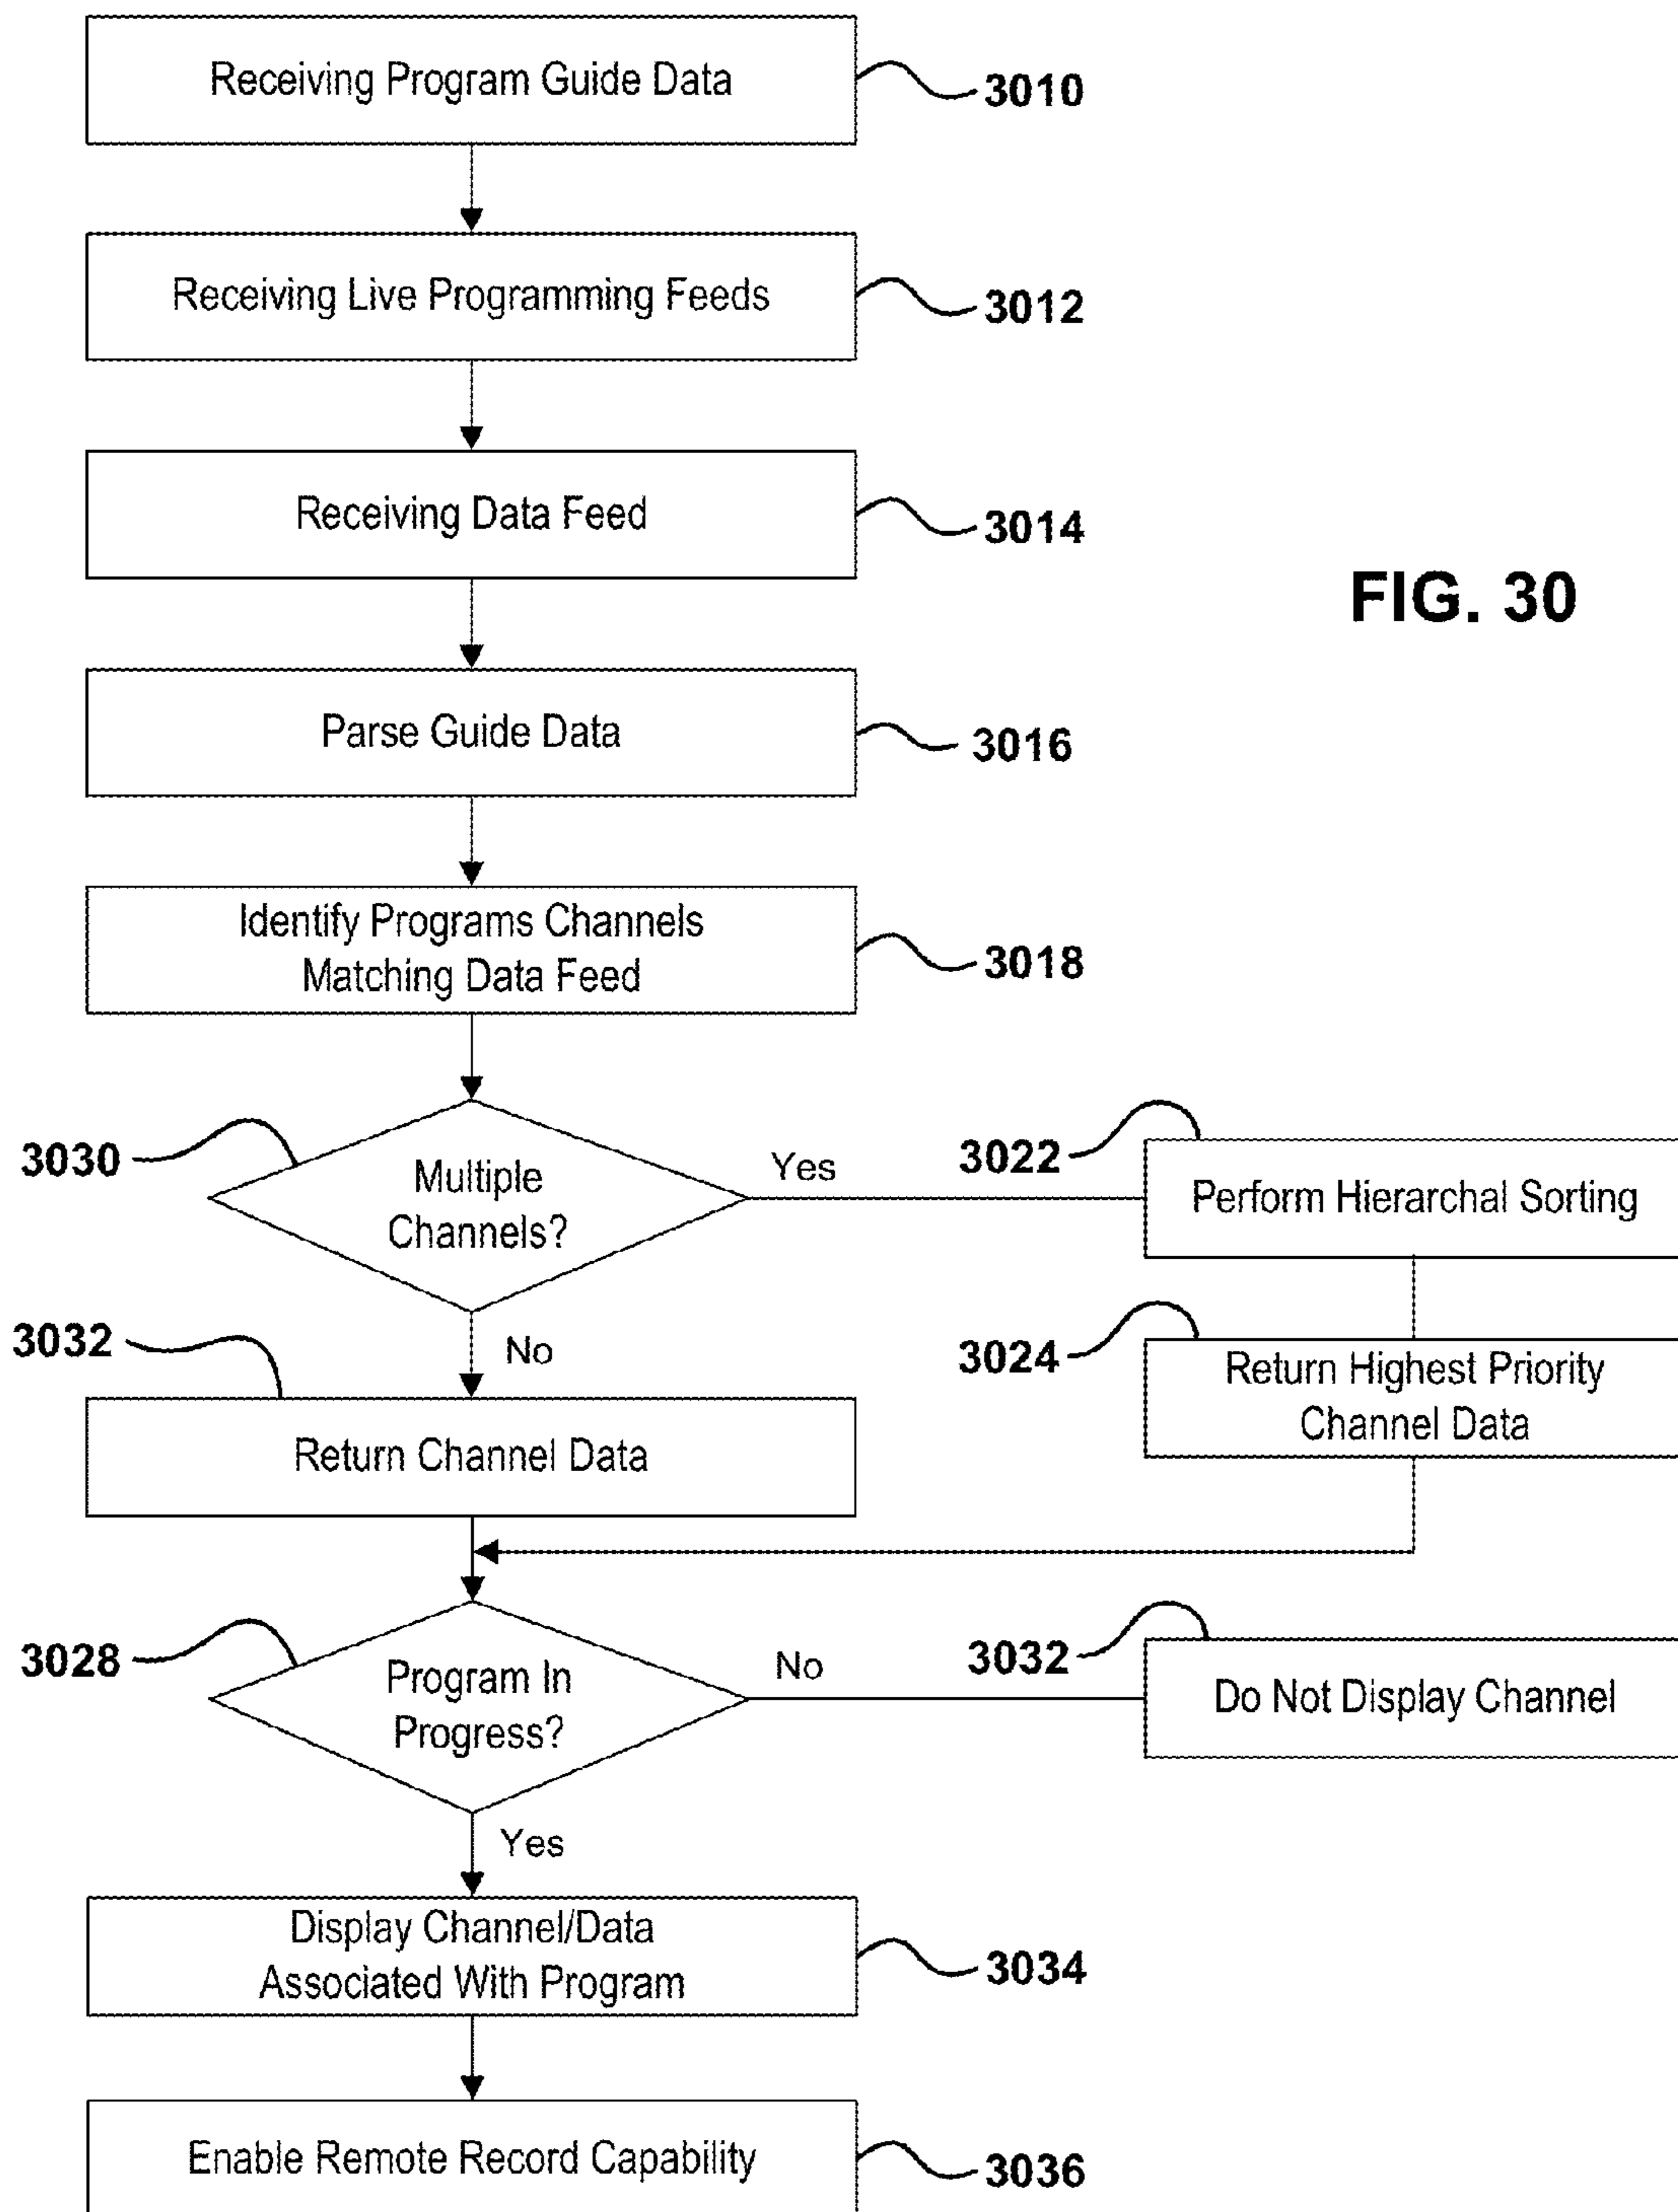 Receiving Program Guide Data
3010
Receiving Live Programming Feeds
3012
Receiving Data Feed
3014
FIG. 30
Parse Guide Data
3016
Identify Programs Channels
Matching Data Feed
3018
3030
Multiple
Channels?
Yes
3022
Perform Hierarchal Sorting
3032
No
3024
Return Highest Priority
Channel Data
Return Channel Data
3028
Program In
Progress?
No
3032
Do Not Display Channel
Yes
Display Channel/Data
Associated With Program
3034
Enable Remote Record Capability
3036